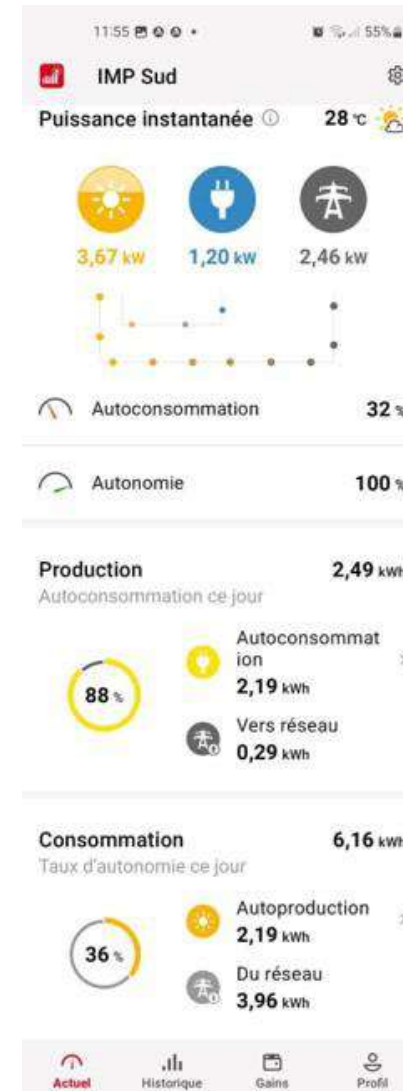 11:55 55%
IMP Sud
Puissance instantanée 28 °C
3,67 kW 1,20 kW 2,46 kW
Autoconsommation 32 %
Autonomie 100 %
Production 2,49 kWh
Autoconsommation ce jour
88 %
Autoconsommat
ion
2,19 kWh
Vers réseau
0,29 kWh
Consommation 6,16 kWh
Taux d'autonomie ce jour
36 %
Autoproduction
2,19 kWh
Du réseau
3,96 kWh
Actuel Historique Gains Profil